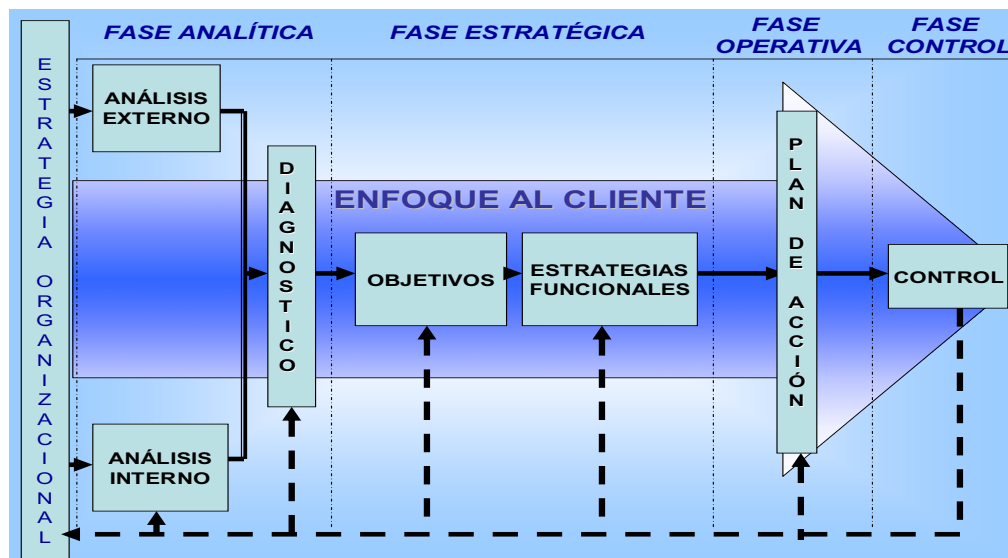 FASE ANALÍTICA
FASE ESTRATÉGICA
FASE
OPERATIVA
FASE
CONTROL
ESTRATEGIA ORGANIZACIONAL
ANÁLISIS
EXTERNO
DIAGNOSTICO
ENFOQUE AL CLIENTE
OBJETIVOS
ESTRATEGIAS
FUNCIONALES
PLAN DE ACCIÓN
CONTROL
ANÁLISIS
INTERNO